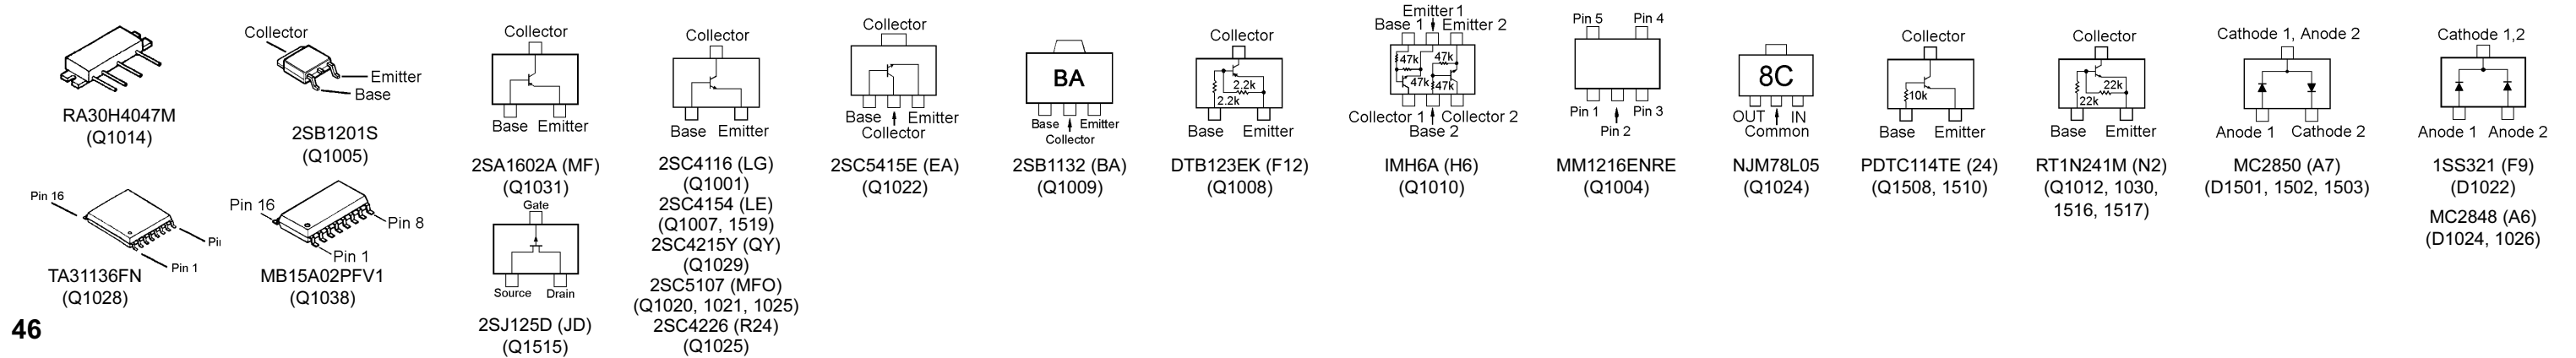 RA30H4047M
(Q1014)
Collector
Emitter
Base
2SB1201S
(Q1005)
Collector
Base Emitter
2SA1602A (MF)
(Q1031)
Collector
Base Emitter
2SC4116 (LG)
(Q1001)
2SC4154 (LE)
(Q1007, 1519)
2SC4215Y (QY)
(Q1029)
2SC5107 (MFO)
(Q1020, 1021, 1025)
2SC4226 (R24)
(Q1025)
Collector
Base Emitter
Collector
2SC5415E (EA)
(Q1022)
BA
Base Emitter
Collector
2SB1132 (BA)
(Q1009)
Collector
2.2k
2.2k
Base Emitter
DTB123EK (F12)
(Q1008)
Emitter 1
Base 1 Emitter 2
47k 47k
47k 47k
Collector 1 Collector 2
Base 2
IMH6A (H6)
(Q1010)
Pin 5 Pin 4
Pin 1 Pin 3
Pin 2
MM1216ENRE
(Q1004)
8C
OUT IN
Common
NJM78L05
(Q1024)
Collector
10k
Base Emitter
PDTC114TE (24)
(Q1508, 1510)
Collector
22k
22k
Base Emitter
RT1N241M (N2)
(Q1012, 1030,
1516, 1517)
Cathode 1, Anode 2
Anode 1 Cathode 2
MC2850 (A7)
(D1501, 1502, 1503)
Cathode 1,2
Anode 1 Anode 2
1SS321 (F9)
(D1022)
MC2848 (A6)
(D1024, 1026)
Pin 16
Pin 1
TA31136FN
(Q1028)
Pin 16
Pin 8
Pin 1
MB15A02PFV1
(Q1038)
Gate
Source Drain
2SJ125D (JD)
(Q1515)
46